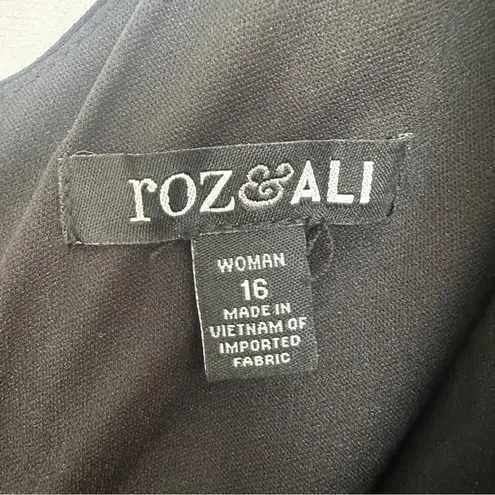 roz&ALI
WOMAN
16
MADE IN
VIETNAM OF
IMPORTED
FABRIC